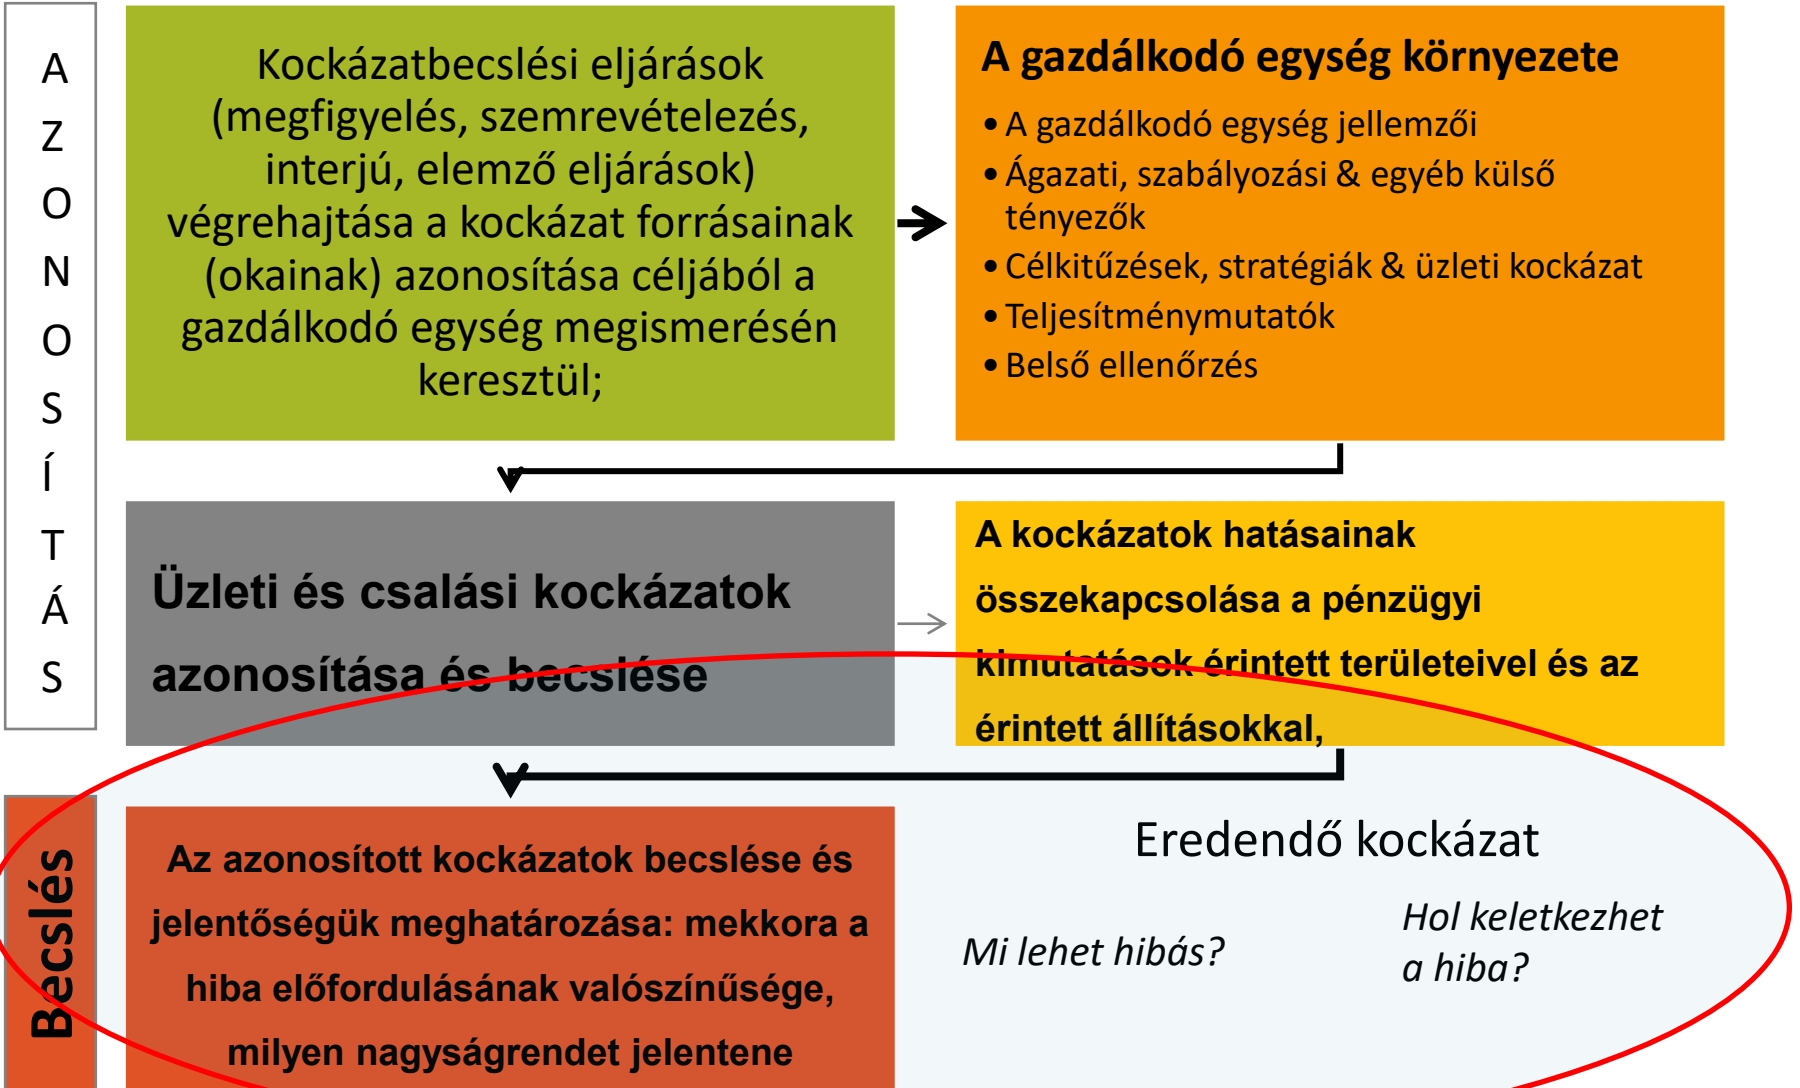 A
Z
O
N
O
S
Í
T
Á
S
Kockázatbecslési eljárások
(megfigyelés, szemrevételezés,
interjú, elemző eljárások)
végrehajtása a kockázat forrásainak
(okainak) azonosítása céljából a
gazdálkodó egység megismerésén
keresztül;
A gazdálkodó egység környezete
• A gazdálkodó egység jellemzői
• Ágazati, szabályozási & egyéb külső
tényezők
• Célkitűzések, stratégiák & üzleti kockázat
• Teljesítménymutatók
• Belső ellenőrzés
Üzleti és csalási kockázatok
azonosítása és becslése
A kockázatok hatásainak
összekapcsolása a pénzügyi
kimutatások érintett területeivel és az
érintett állításokkal,
Becslés
Az azonosított kockázatok becslése és
jelentőségük meghatározása: mekkora a
hiba előfordulásának valószínűsége,
milyen nagyságrendet jelentene
Eredendő kockázat
Mi lehet hibás?
Hol keletkezhet
a hiba?